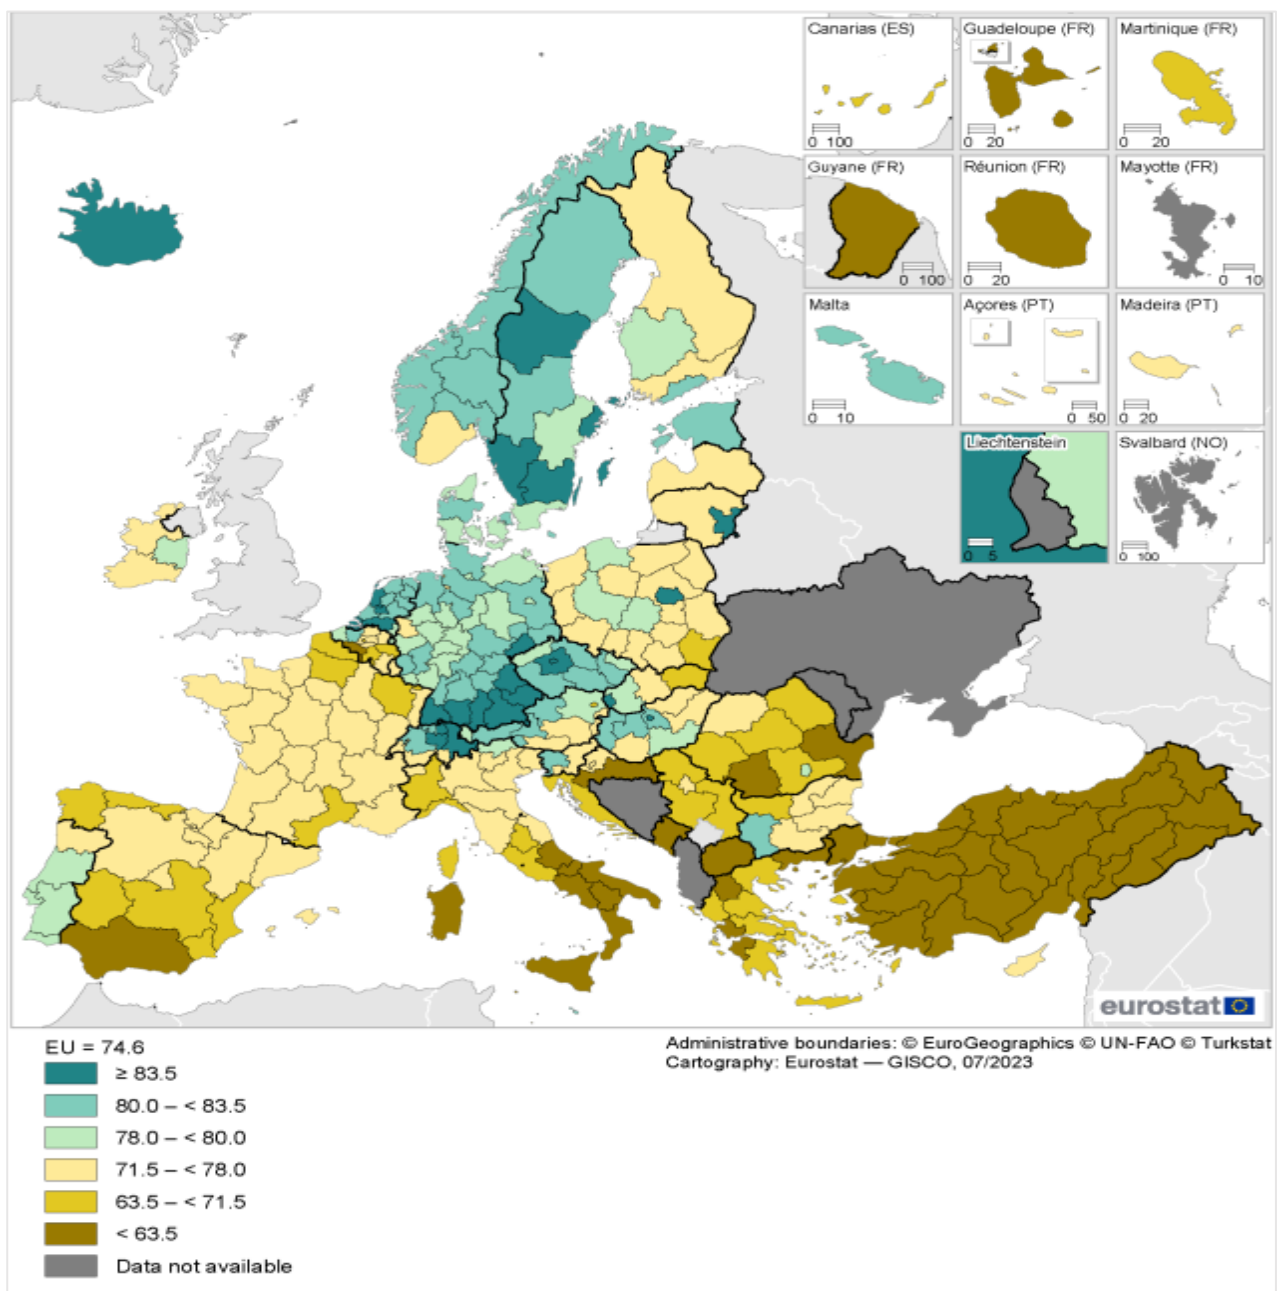 Canarias (ES)
0 100
Guadeloupe (FR)
0 20
Martinique (FR)
0 20
Guyane (FR)
0 100
Réunion (FR)
0 20
Mayotte (FR)
0 10
Malta
0 10
Açores (PT)
0 50
Madeira (PT)
0 20
Liechtenstein
0 5
Svalbard (NO)
0 100
eurostat
EU = 74.6
≥ 83.5
80.0 – < 83.5
78.0 – < 80.0
71.5 – < 78.0
63.5 – < 71.5
< 63.5
Data not available
Administrative boundaries: © EuroGeographics © UN-FAO © Turkstat
Cartography: Eurostat — GISCO, 07/2023